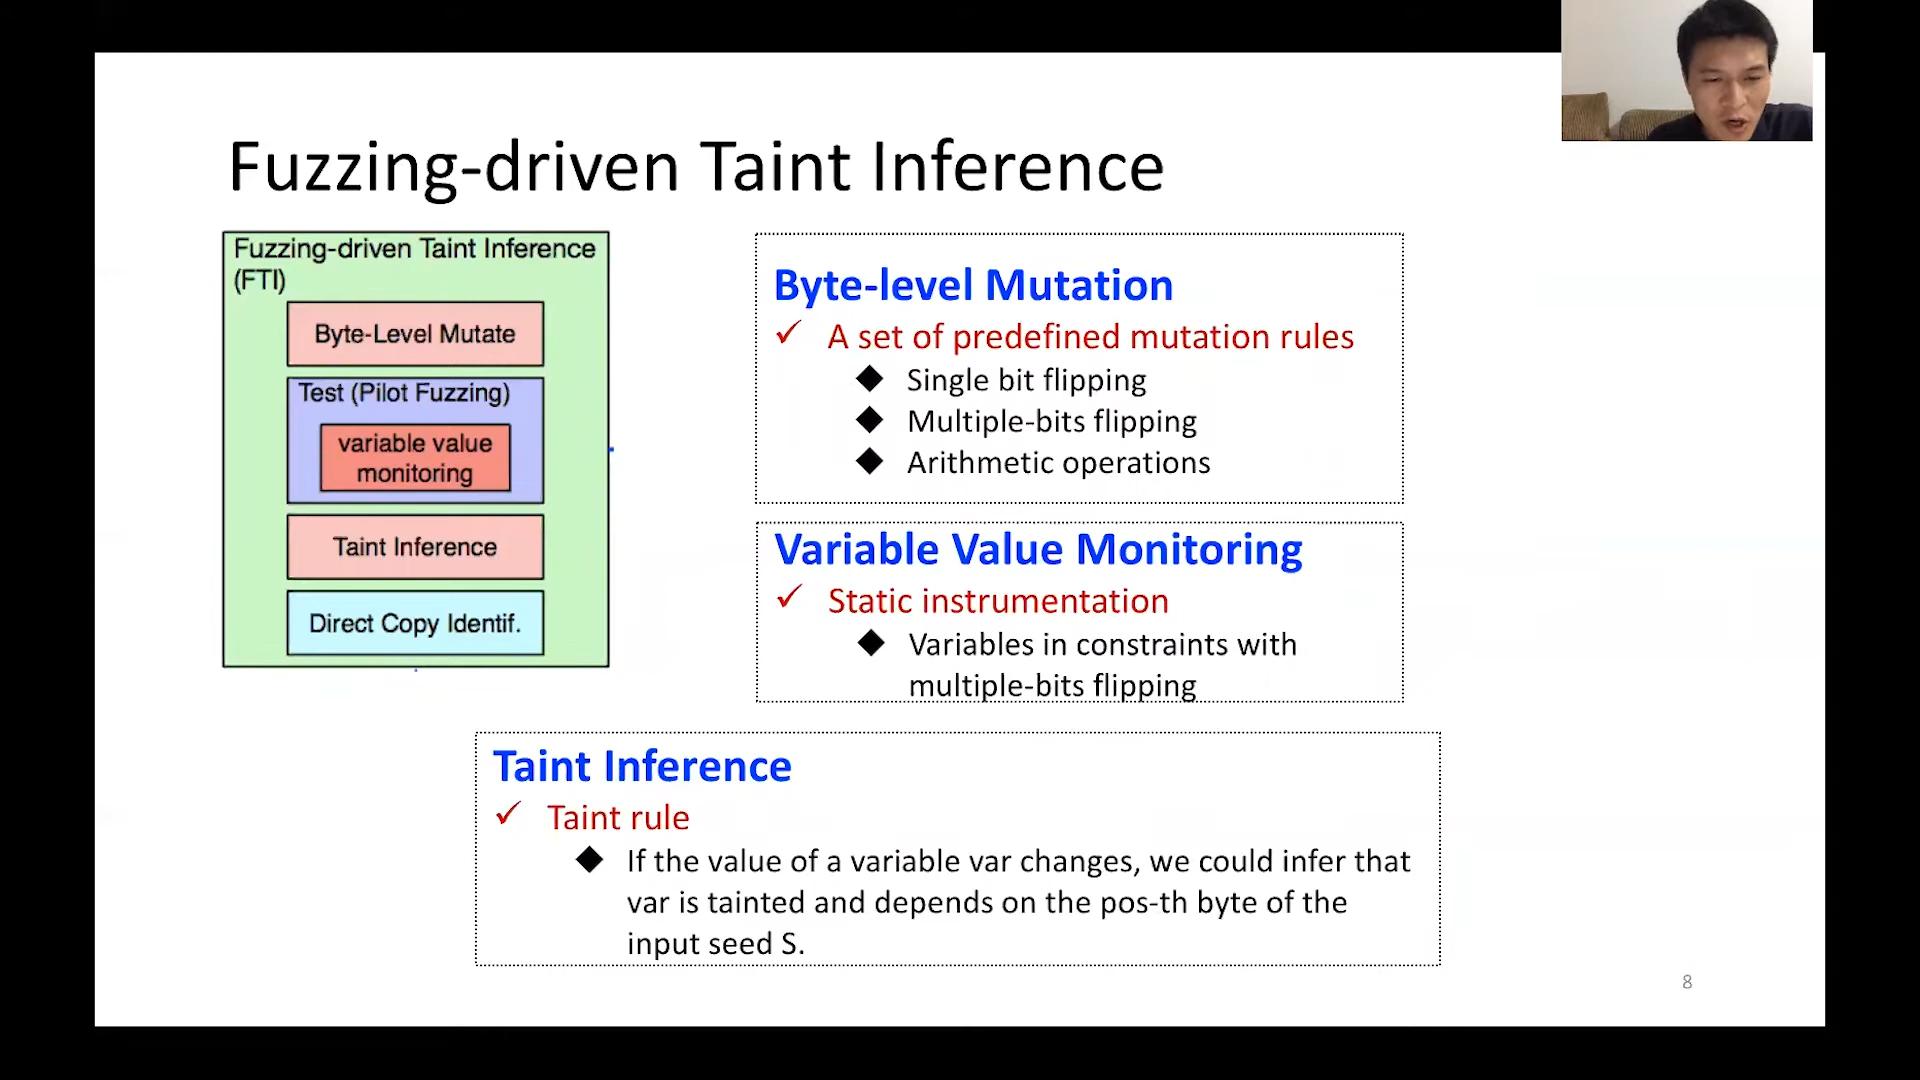 Fuzzing-driven Taint Inference
Fuzzing-driven Taint Inference
(FTI)
Byte-Level Mutate
Test (Pilot Fuzzing)
variable value
monitoring
Taint Inference
Direct Copy Identif.
Byte-level Mutation
✓ A set of predefined mutation rules
◆ Single bit flipping
◆ Multiple-bits flipping
◆ Arithmetic operations
Variable Value Monitoring
✓ Static instrumentation
◆ Variables in constraints with
multiple-bits flipping
Taint Inference
✓ Taint rule
◆ If the value of a variable var changes, we could infer that
var is tainted and depends on the pos-th byte of the
input seed S.
8